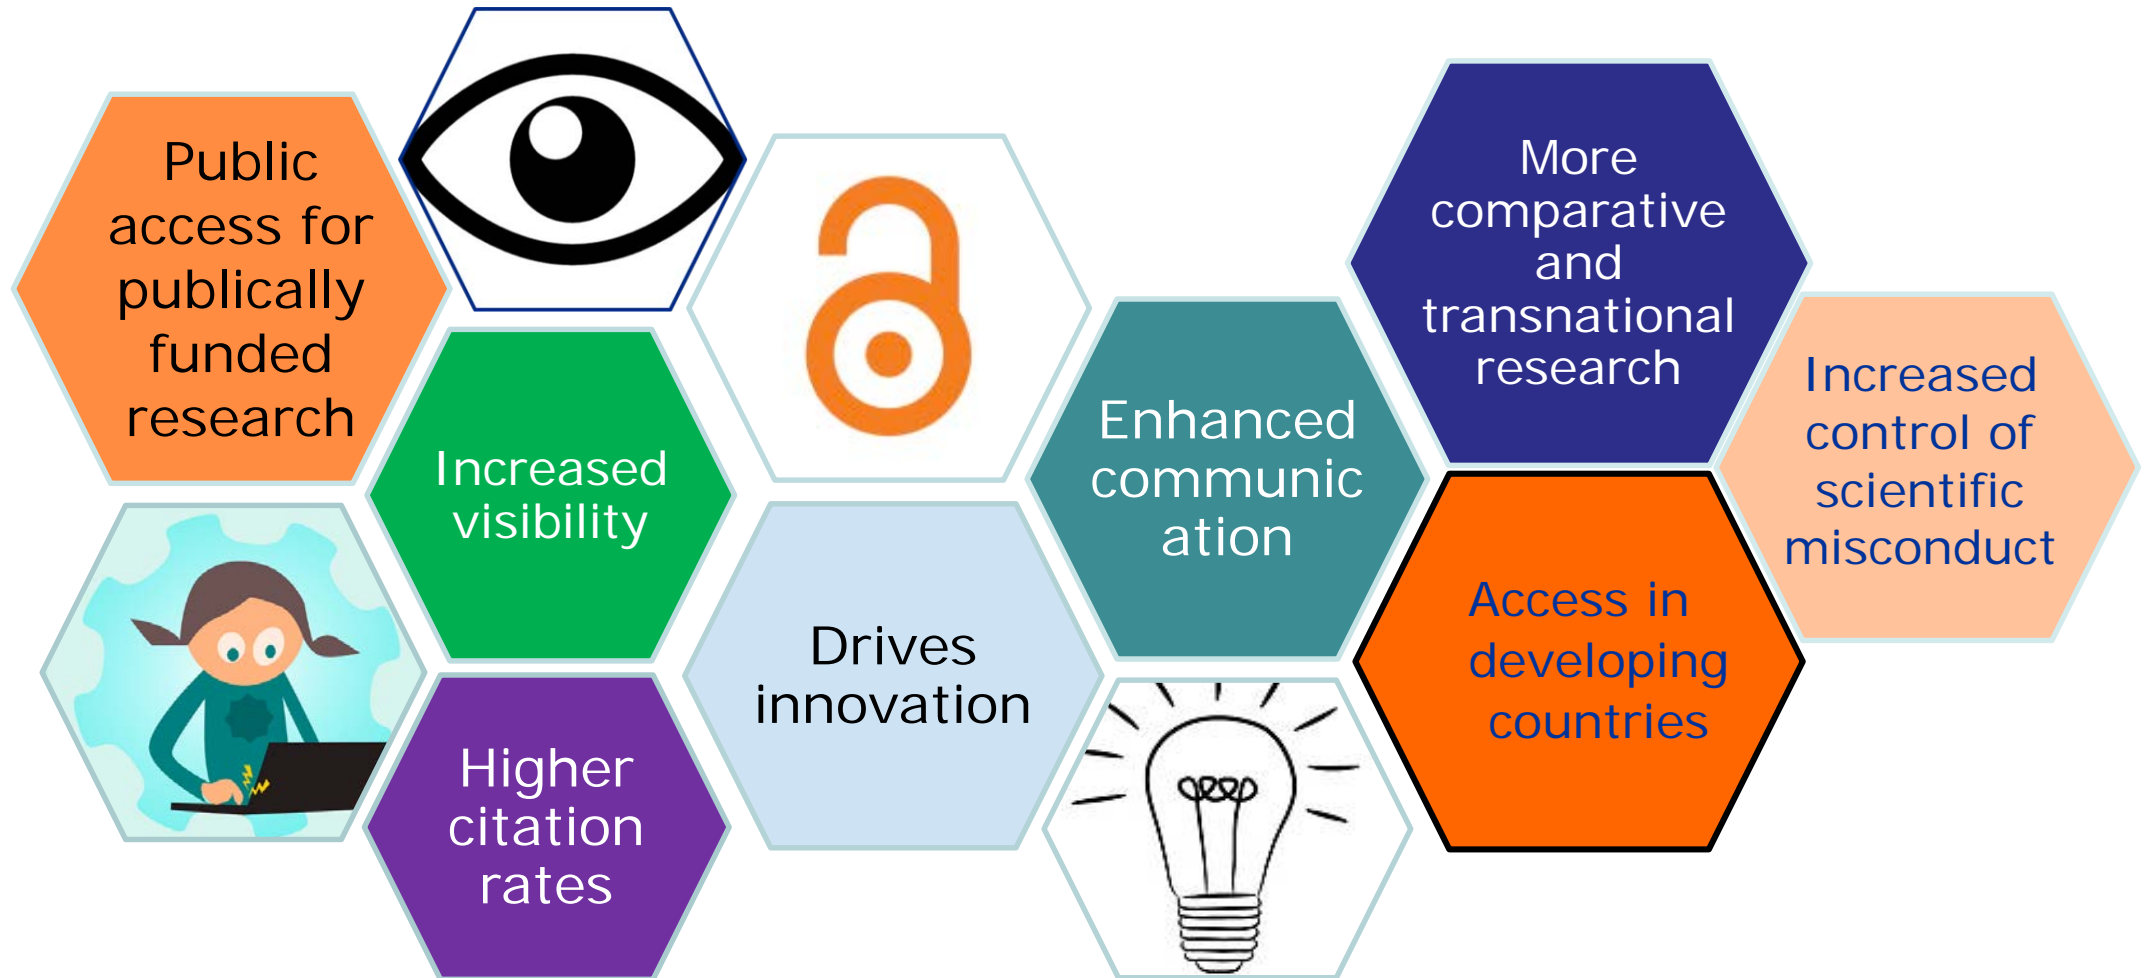 Public
access for
publically
funded
research
Increased
visibility
Higher
citation
rates
Drives
innovation
Enhanced
communic
ation
More
comparative
and
transnational
research
Access in
developing
countries
Increased
control of
scientific
misconduct